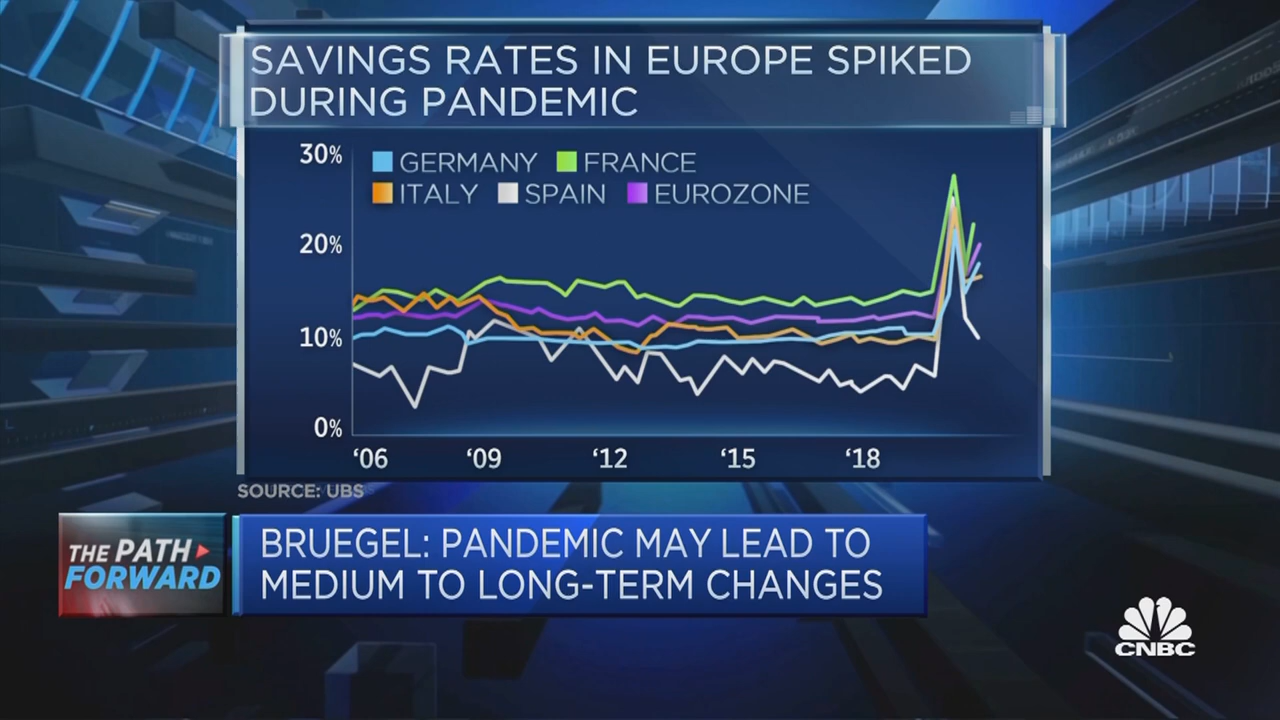 SAVINGS RATES IN EUROPE SPIKED
DURING PANDEMIC
30%
GERMANY FRANCE
ITALY SPAIN EUROZONE
20%
10%
0%
‘06 ‘09 ‘12 ‘15 ‘18
SOURCE: UBS
THE PATH
FORWARD
BRUEGEL: PANDEMIC MAY LEAD TO
MEDIUM TO LONG-TERM CHANGES
CNBC